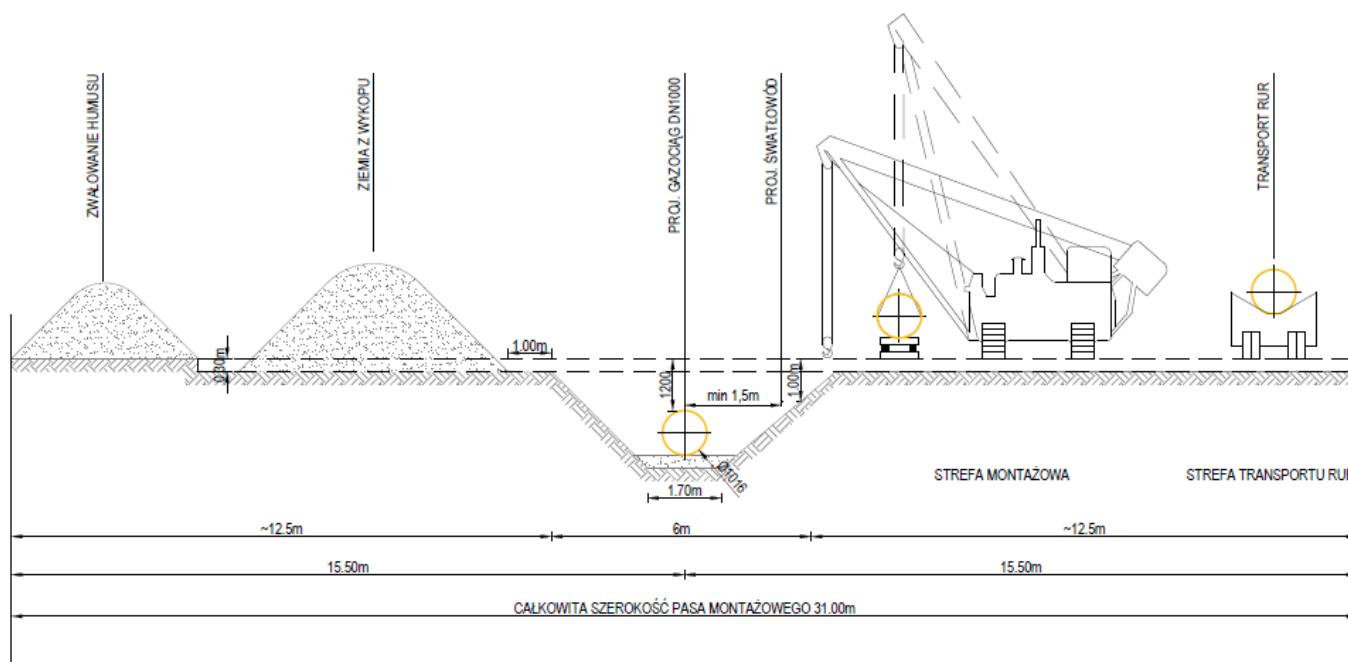 ZWAŁOWANIE HUMUSU
ZIEMIA Z WYKOPU
PROJ. GAZOCIĄG DN1000
PROJ. ŚWIATŁOWÓD
TRANSPORT RUR
0.30m
1.00m
1200
min 1,5m
1.00m
Ø1016
1.70m
STREFA MONTAŻOWA
STREFA TRANSPORTU RUR
~12.5m
6m
~12.5m
15.50m
15.50m
CAŁKOWITA SZEROKOŚĆ PASA MONTAŻOWEGO 31.00m